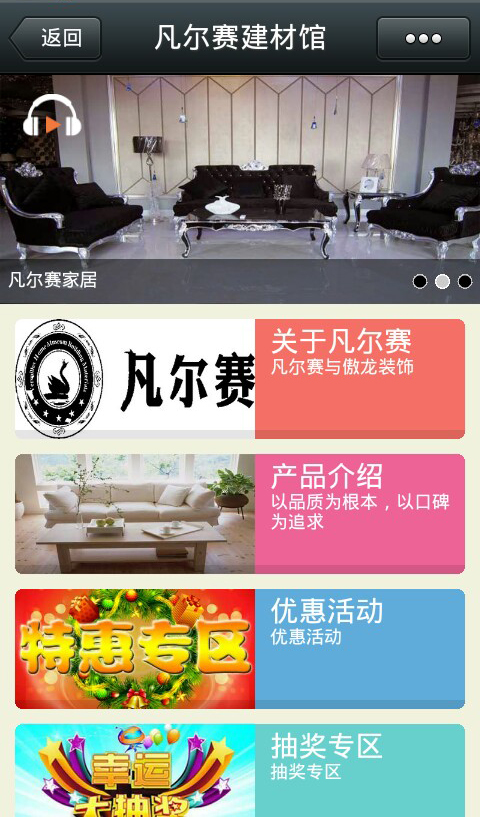 返回
凡尔赛建材馆
凡尔赛家居
凡尔赛
关于凡尔赛
凡尔赛与傲龙装饰
产品介绍
以品质为根本，以口碑
为追求
特惠专区
优惠活动
优惠活动
幸运
大抽奖
抽奖专区
抽奖专区